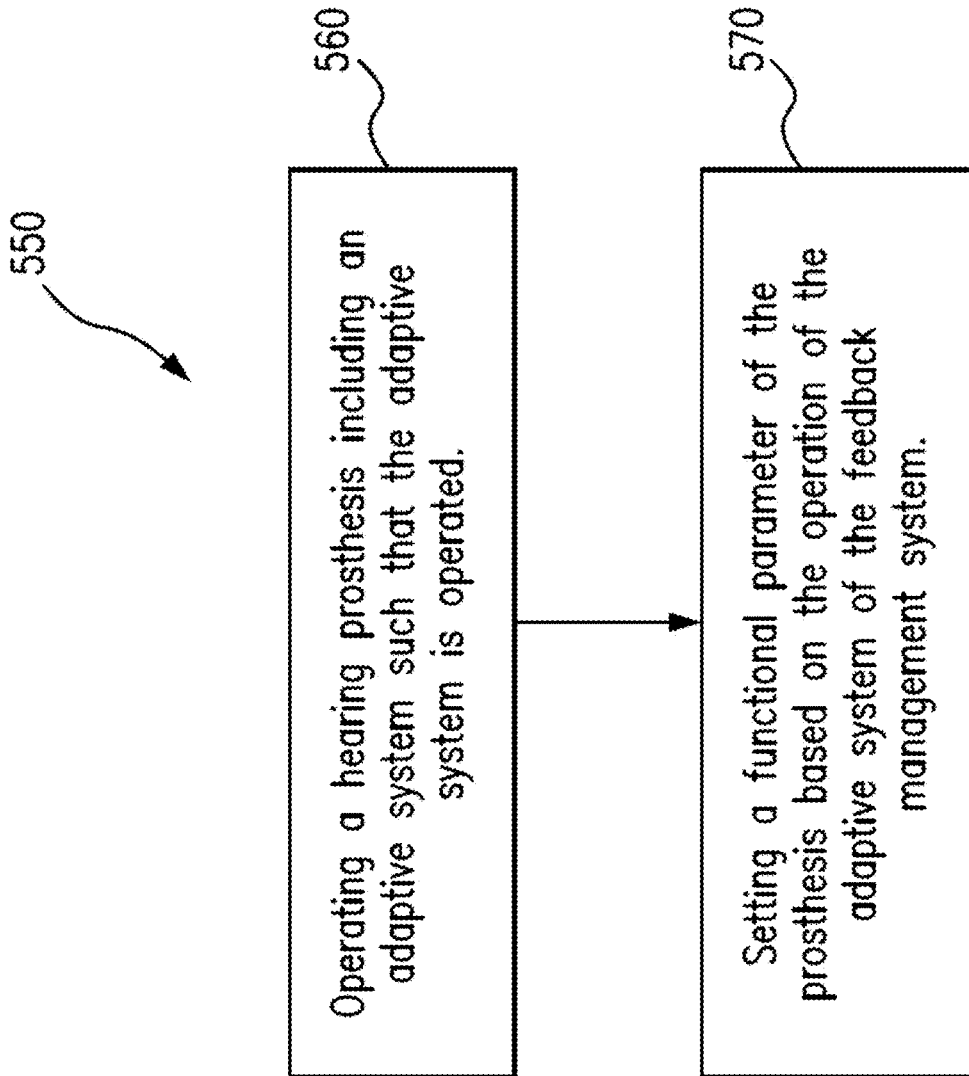 550
560
Operating a hearing prosthesis including an
adaptive system such that the adaptive
system is operated.
570
Setting a functional parameter of the
prosthesis based on the operation of the
adaptive system of the feedback
management system.